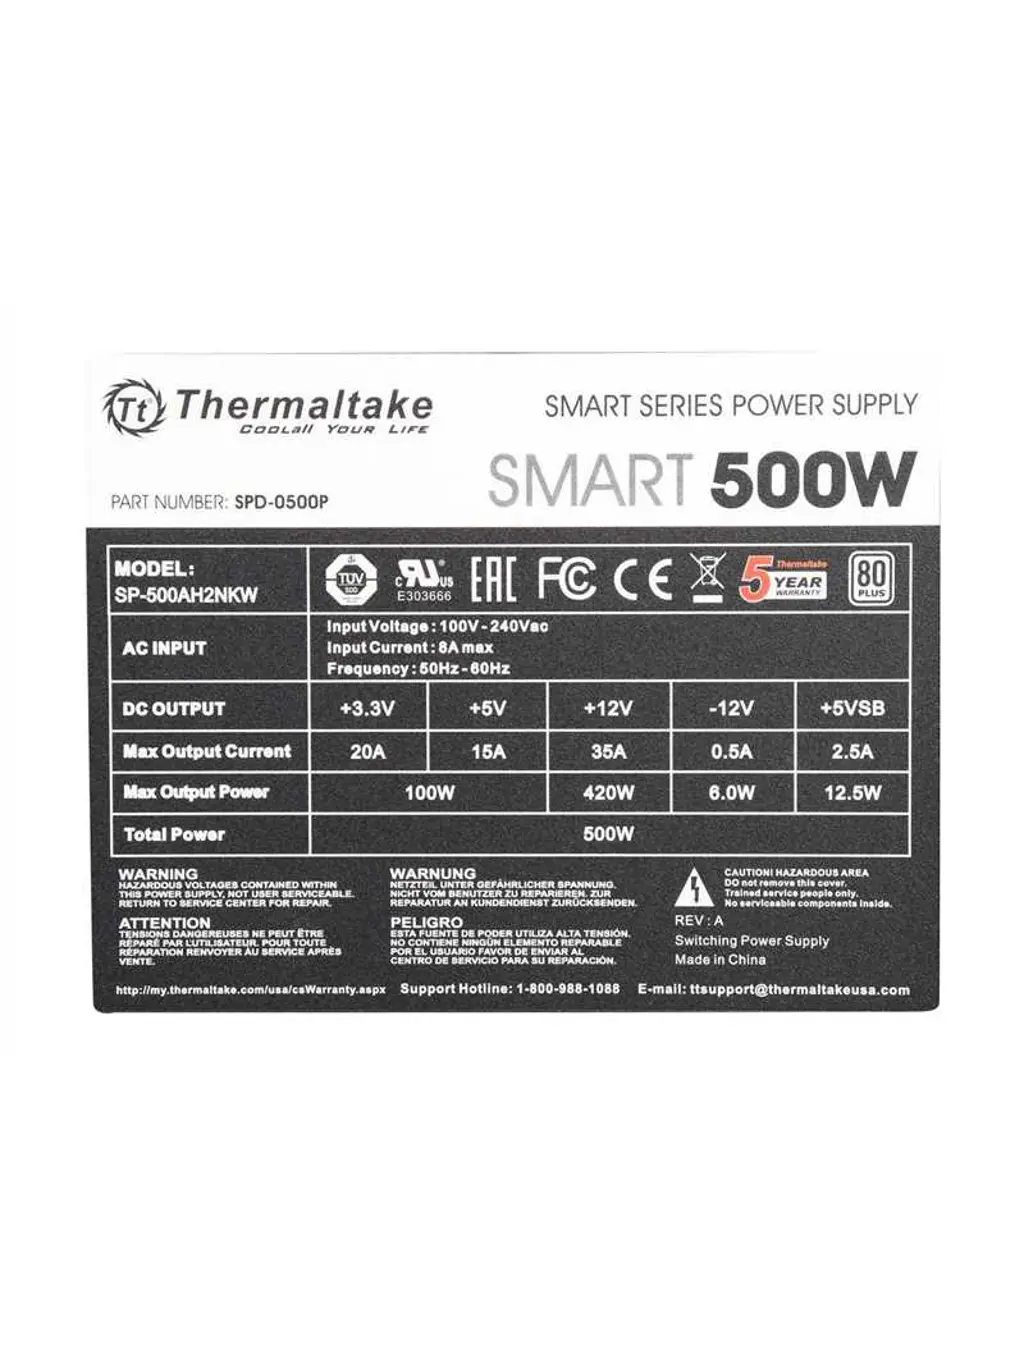 Tt Thermaltake
COOLall YOUR LIFE
SMART SERIES POWER SUPPLY
SMART 500W
PART NUMBER: SPD-0500P
MODEL:
SP-500AH2NKW
TÜV
SÜD
c RU us
E303666
EAC FC CE
5 Thermaltake
YEAR
WARRANTY
80
PLUS
AC INPUT
Input Voltage : 100V - 240Vac
Input Current : 8A max
Frequency : 50Hz - 60Hz
DC OUTPUT +3.3V +5V +12V -12V +5VSB
Max Output Current 20A 15A 35A 0.5A 2.5A
Max Output Power 100W 420W 6.0W 12.5W
Total Power 500W
WARNING
HAZARDOUS VOLTAGES CONTAINED WITHIN
THIS POWER SUPPLY, NOT USER SERVICEABLE.
RETURN TO SERVICE CENTER FOR REPAIR.
ATTENTION
TENSIONS DANGEREUSES NE PEUT ÊTRE
RÉPARÉ PAR L'UTILISATEUR. POUR TOUTE
RÉPARATION RENVOYER AU SERVICE APRÈS
VENTE.
WARNUNG
NETZTEIL UNTER GEFÄHRLICHER SPANNUNG.
NICHT VOM BENUTZER ZU REPARIEREN. ZUR
REPARATUR AN KUNDENDIENST ZURÜCKSENDEN.
PELIGRO
ESTA FUENTE DE PODER UTILIZA ALTA TENSIÓN.
NO CONTIENE NINGÚN ELEMENTO REPARABLE
POR EL USUARIO FAVOR DE ENVIAR AL
CENTRO DE SERVICIO PARA SU REPARACIÓN.
CAUTION! HAZARDOUS AREA
DO not remove this cover.
Trained service people only.
No serviceable components inside.
REV : A
Switching Power Supply
Made in China
http://my.thermaltake.com/usa/csWarranty.aspx Support Hotline: 1-800-988-1088 E-mail: ttsupport@thermaltakeusa.com